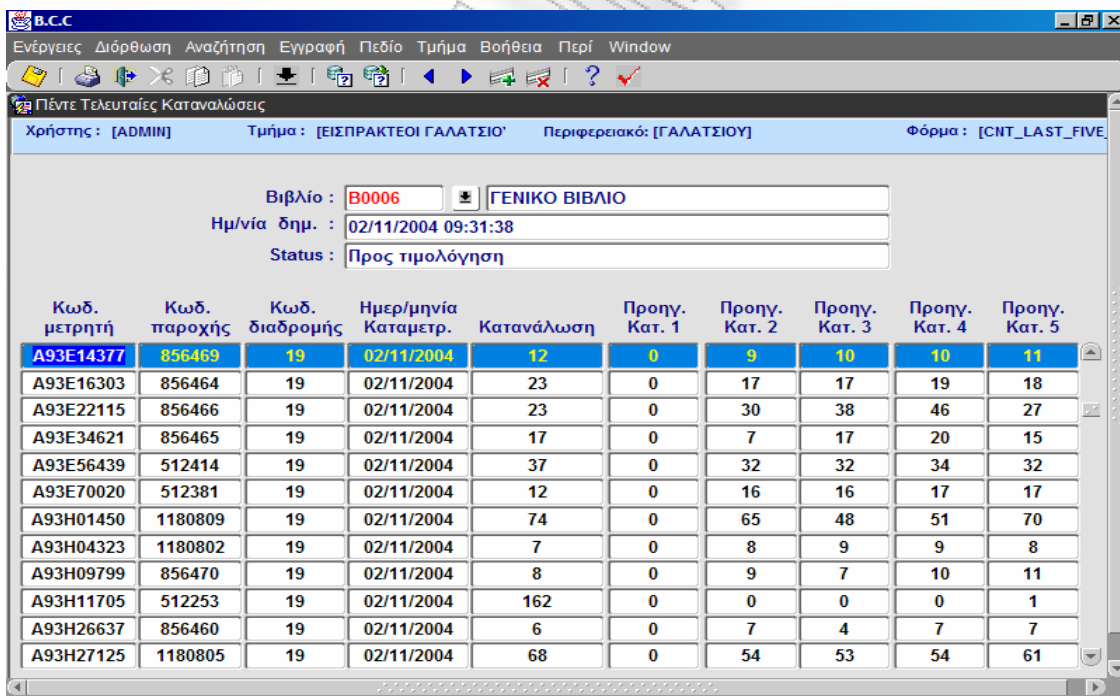 B.C.C
Ενέργειες Διόρθωση Αναζήτηση Εγγραφή Πεδίο Τμήμα Βοήθεια Περί Window
Πέντε Τελευταίες Καταναλώσεις
Χρήστης : [ADMIN] Τμήμα : [ΕΙΣΠΡΑΚΤΕΟΙ ΓΑΛΑΤΣΙΟ' Περιφερειακό: [ΓΑΛΑΤΣΙΟΥ] Φόρμα : [CNT_LAST_FIVE_
Βιβλίο : B0006 ΓΕΝΙΚΟ ΒΙΒΛΙΟ
Ημ/νία δημ. : 02/11/2004 09:31:38
Status : Προς τιμολόγηση
Κωδ. Κωδ. Κωδ. Ημερ/μηνία Προηγ. Προηγ. Προηγ. Προηγ. Προηγ.
μετρητή παροχής διαδρομής Καταμετρ. Κατανάλωση Κατ. 1 Κατ. 2 Κατ. 3 Κατ. 4 Κατ. 5
A93E14377 856469 19 02/11/2004 12 0 9 10 10 11
A93E16303 856464 19 02/11/2004 23 0 17 17 19 18
A93E22115 856466 19 02/11/2004 23 0 30 38 46 27
A93E34621 856465 19 02/11/2004 17 0 7 17 20 15
A93E56439 512414 19 02/11/2004 37 0 32 32 34 32
A93E70020 512381 19 02/11/2004 12 0 16 16 17 17
A93H01450 1180809 19 02/11/2004 74 0 65 48 51 70
A93H04323 1180802 19 02/11/2004 7 0 8 9 9 8
A93H09799 856470 19 02/11/2004 8 0 9 7 10 11
A93H11705 512253 19 02/11/2004 162 0 0 0 0 1
A93H26637 856460 19 02/11/2004 6 0 7 4 7 7
A93H27125 1180805 19 02/11/2004 68 0 54 53 54 61